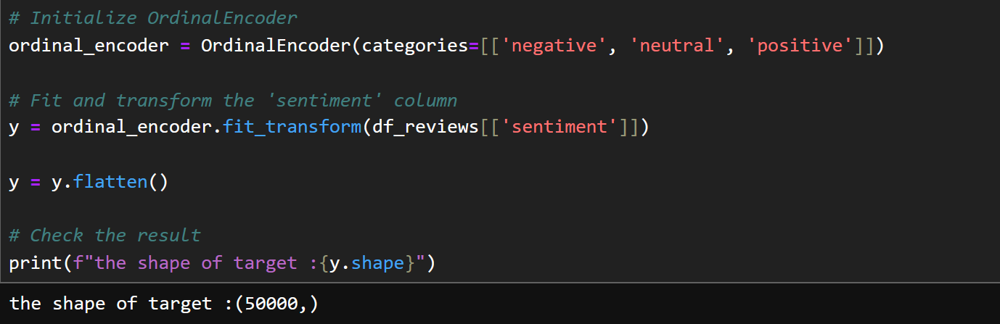 # Initialize OrdinalEncoder
ordinal_encoder = OrdinalEncoder(categories=[['negative', 'neutral', 'positive']])
# Fit and transform the 'sentiment' column
y = ordinal_encoder.fit_transform(df_reviews[['sentiment']])
y = y.flatten()
# Check the result
print(f"the shape of target :{y.shape}")
the shape of target :(50000,)